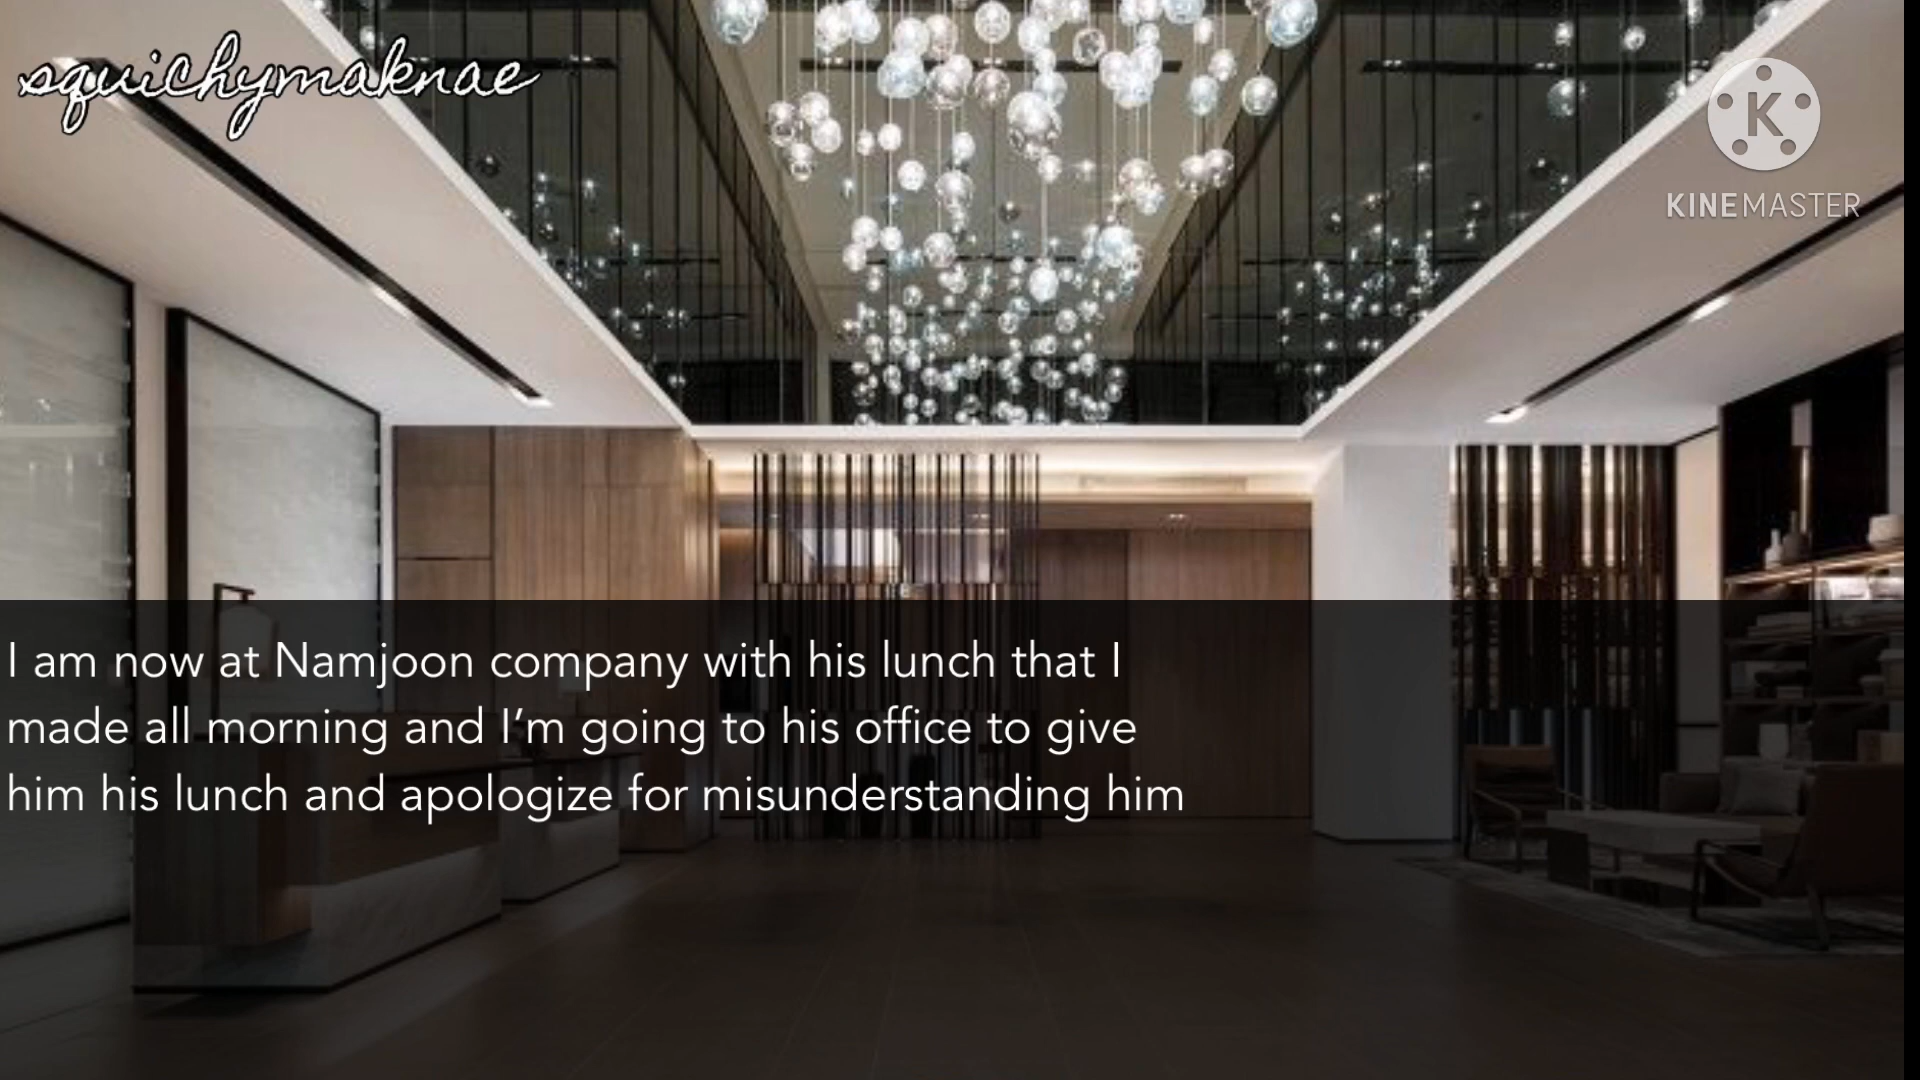 squichymaknae
K
KINEMASTER
I am now at Namjoon company with his lunch that I
made all morning and I’m going to his office to give
him his lunch and apologize for misunderstanding him